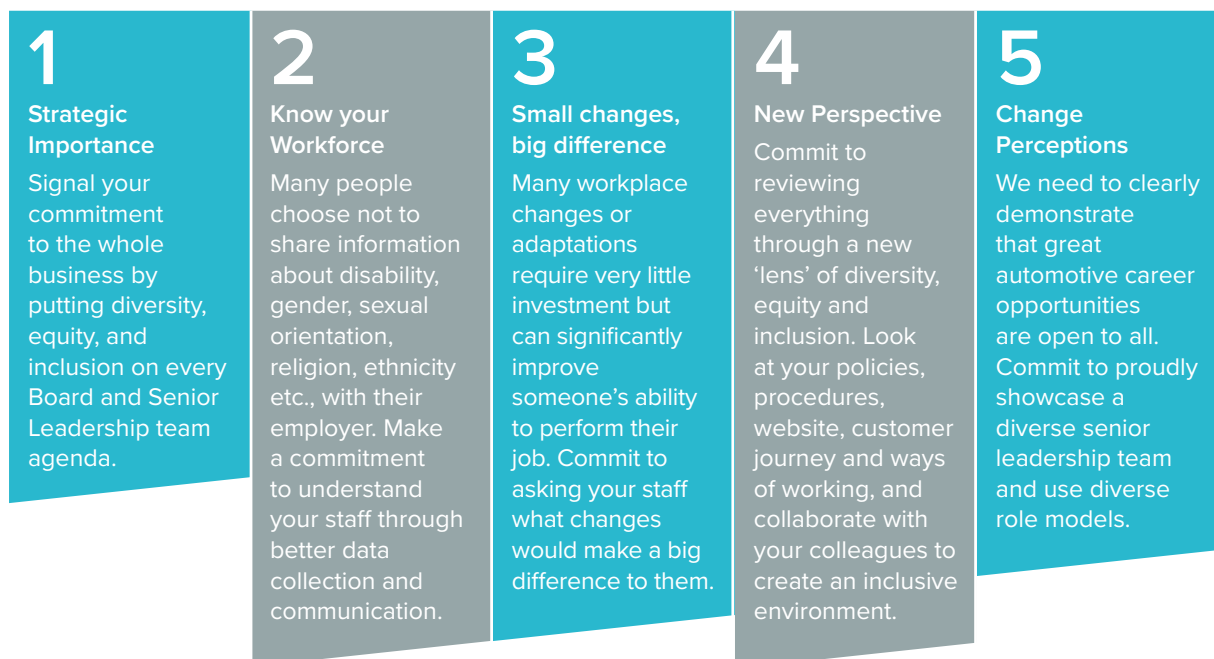 1
Strategic
Importance
Signal your
commitment
to the whole
business by
putting diversity,
equity, and
inclusion on every
Board and Senior
Leadership team
agenda.
2
Know your
Workforce
Many people
choose not to
share information
about disability,
gender, sexual
orientation,
religion, ethnicity
etc., with their
employer. Make
a commitment
to understand
your staff through
better data
collection and
communication.
3
Small changes,
big difference
Many workplace
changes or
adaptations
require very little
investment but
can significantly
improve
someone’s ability
to perform their
job. Commit to
asking your staff
what changes
would make a big
difference to them.
4
New Perspective
Commit to
reviewing
everything
through a new
‘lens’ of diversity,
equity and
inclusion. Look
at your policies,
procedures,
website, customer
journey and ways
of working, and
collaborate with
your colleagues to
create an inclusive
environment.
5
Change
Perceptions
We need to clearly
demonstrate
that great
automotive career
opportunities
are open to all.
Commit to proudly
showcase a
diverse senior
leadership team
and use diverse
role models.